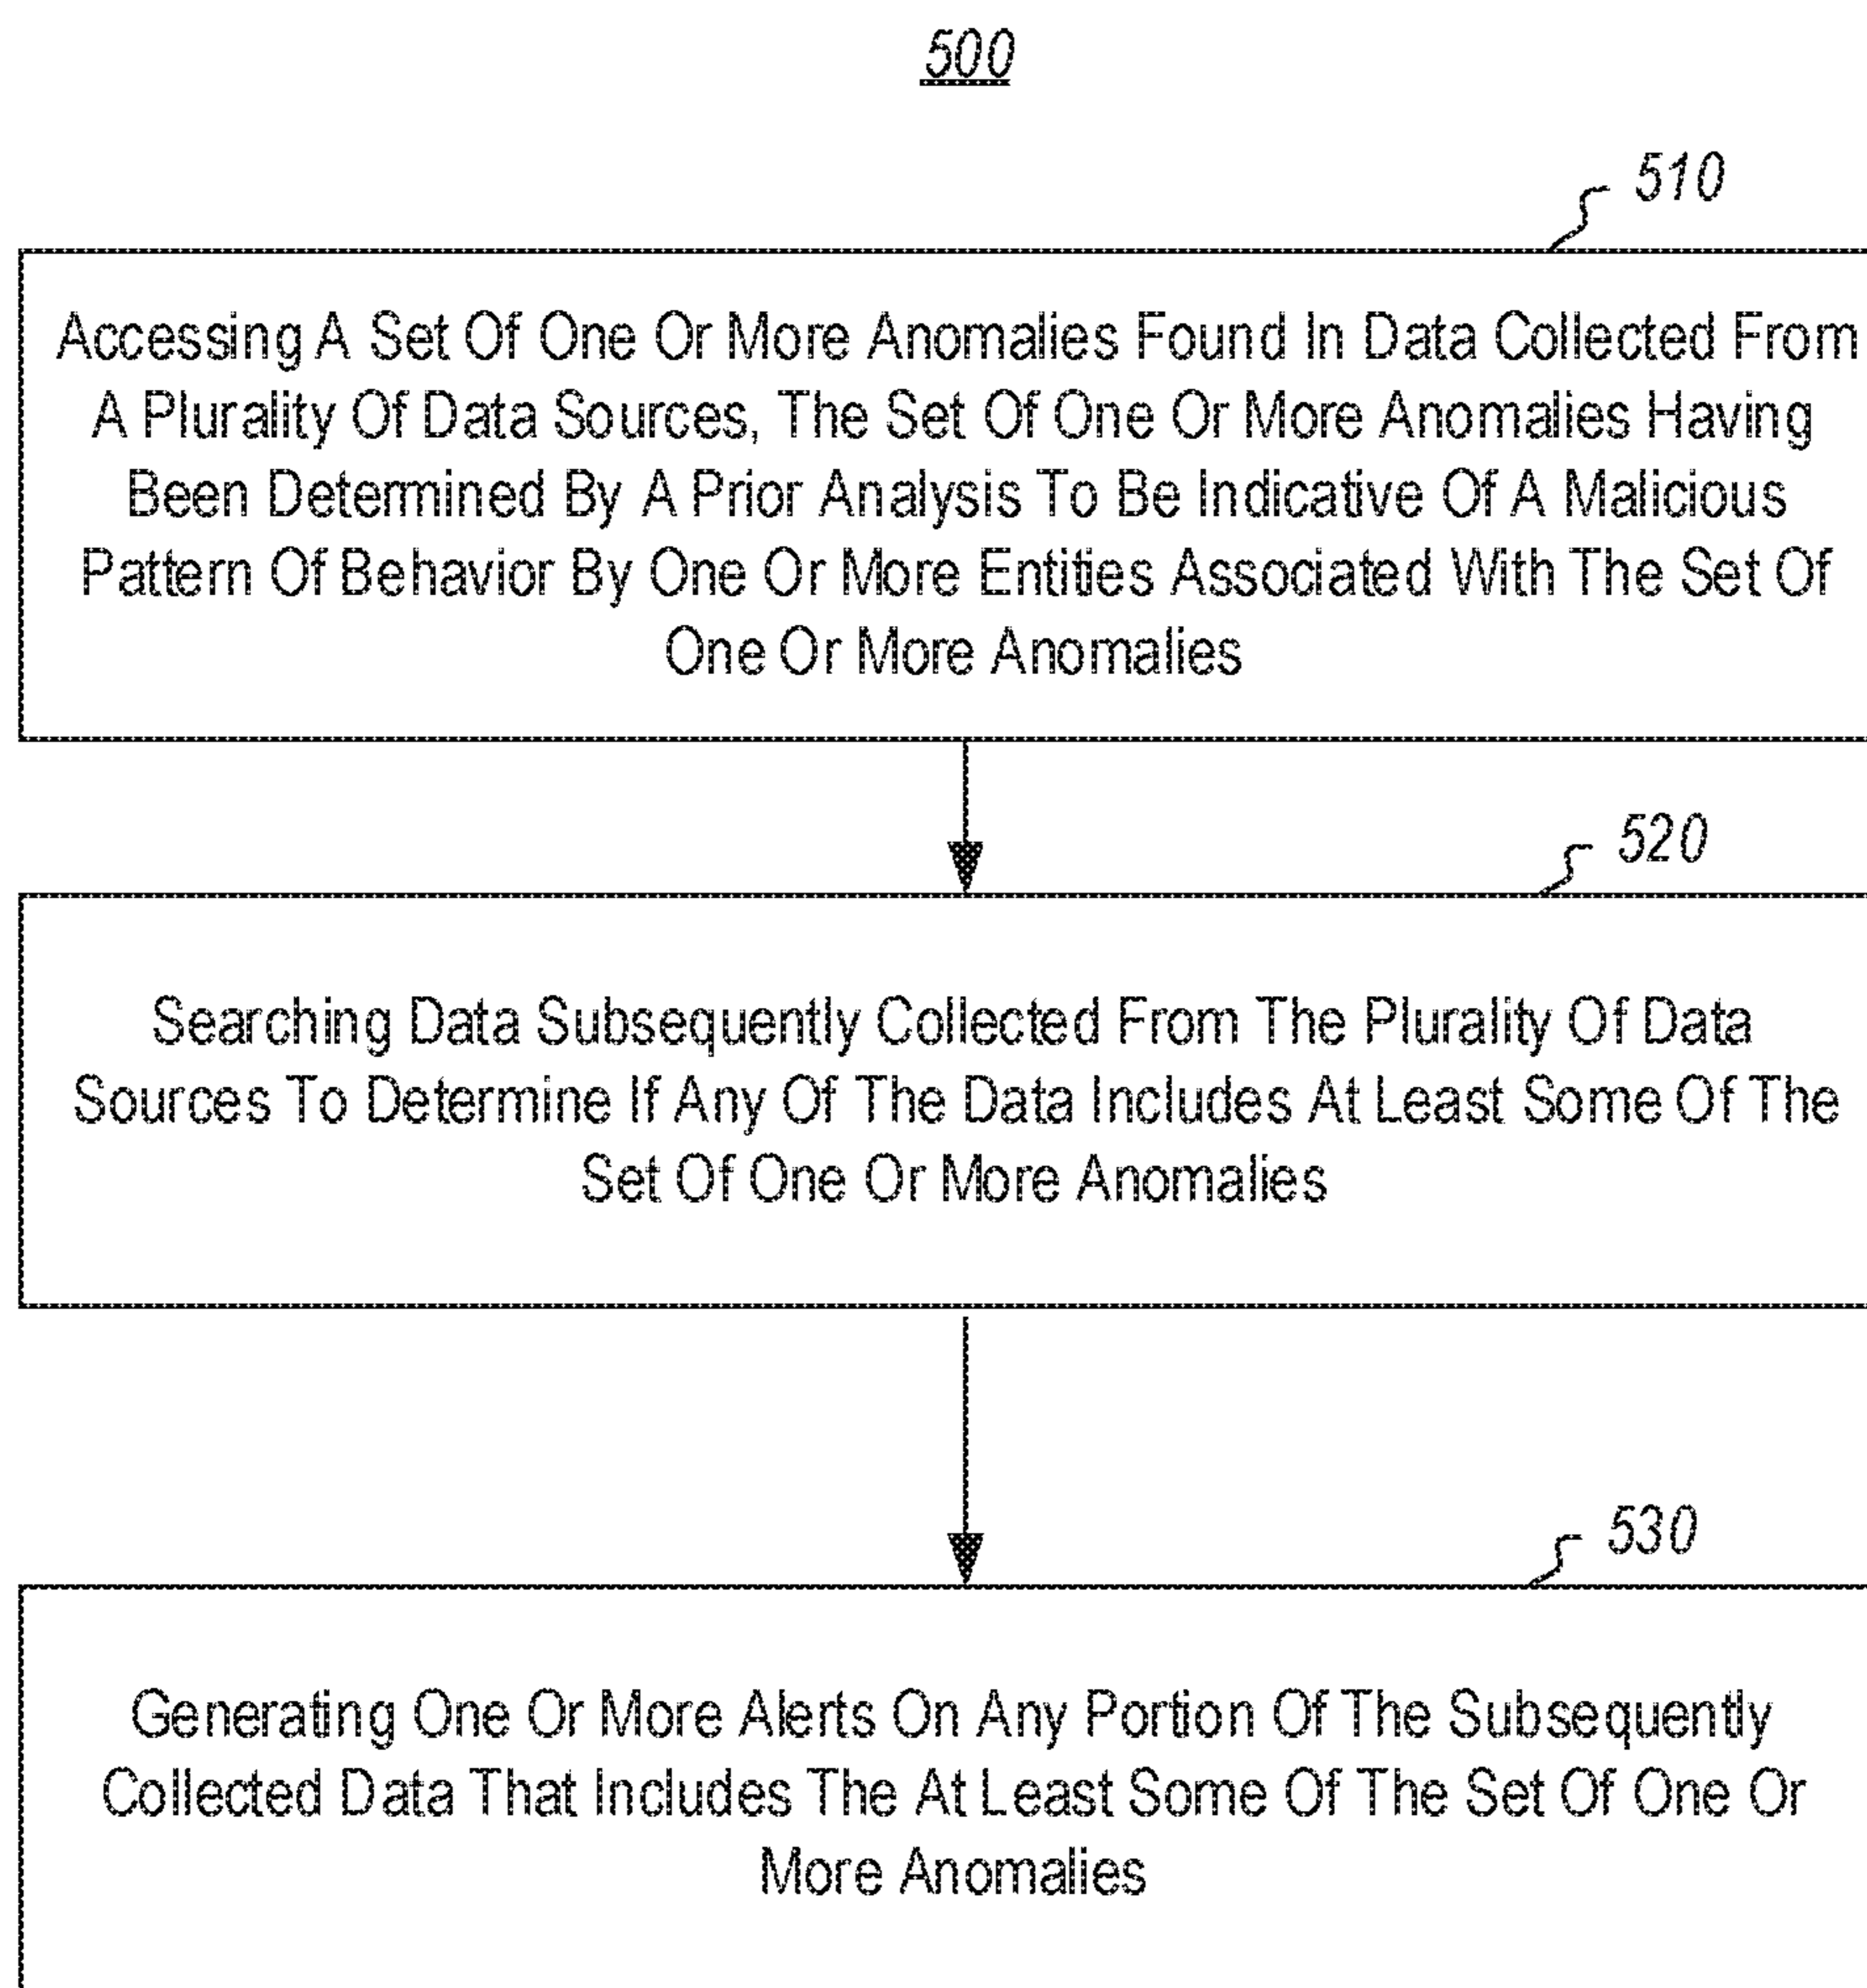 500
510
Accessing A Set Of One Or More Anomalies Found In Data Collected From
A Plurality Of Data Sources, The Set Of One Or More Anomalies Having
Been Determined By A Prior Analysis To Be Indicative Of A Malicious
Pattern Of Behavior By One Or More Entities Associated With The Set Of
One Or More Anomalies
520
Searching Data Subsequently Collected From The Plurality Of Data
Sources To Determine If Any Of The Data Includes At Least Some Of The
Set Of One Or More Anomalies
530
Generating One Or More Alerts On Any Portion Of The Subsequently
Collected Data That Includes The At Least Some Of The Set Of One Or
More Anomalies